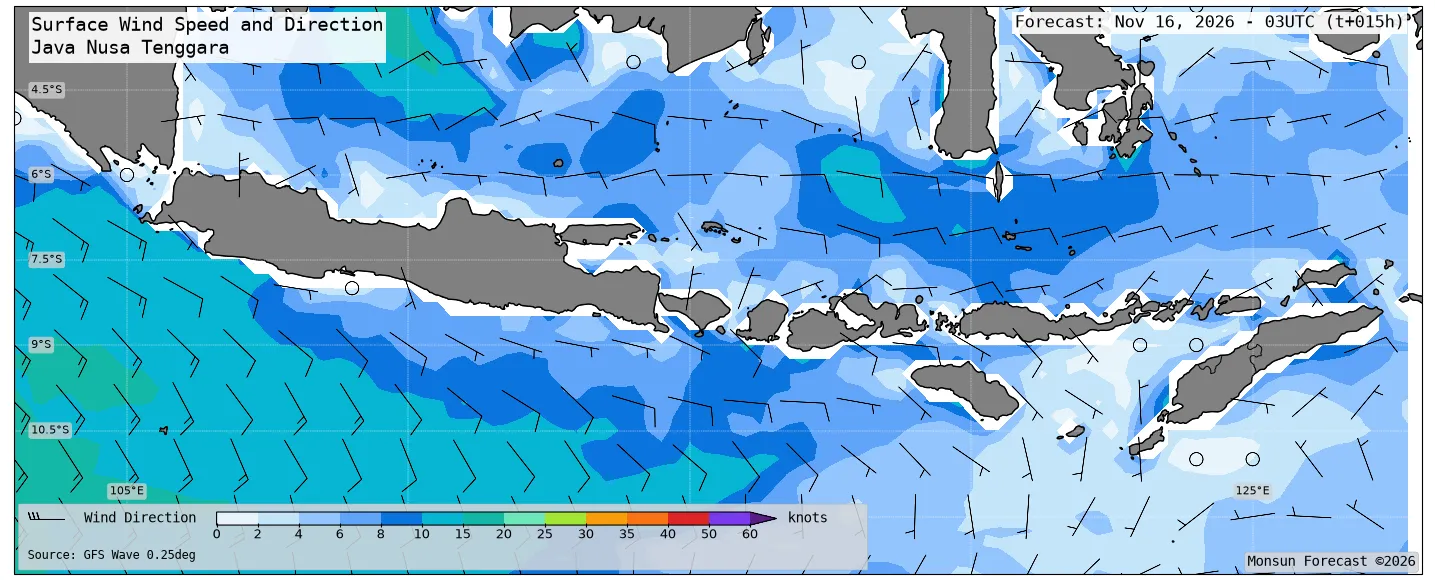 Surface Wind Speed and Direction
Java Nusa Tenggara
Forecast: Nov 16, 2026 - 03UTC (t+015h)
4.5°S
6°S
7.5°S
9°S
10.5°S
105°E
125°E
Wind Direction
0 2 4 6 8 10 15 20 25 30 35 40 50 60
knots
Source: GFS Wave 0.25deg
Monsun Forecast ©2026